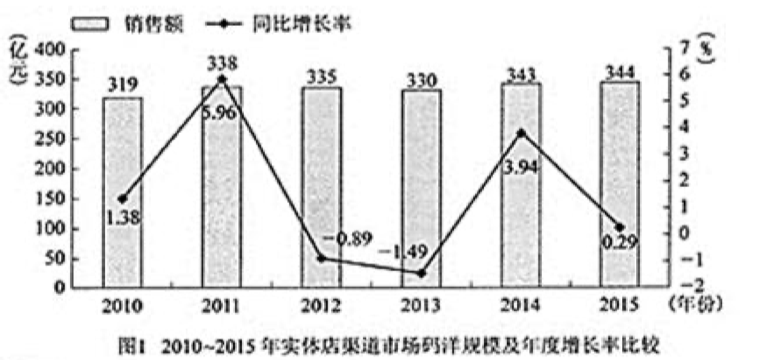 销售额 同比增长率
(亿元) 400 350 300 250 200 150 100 50 0
7 6 5 4 3 2 1 0 -1 -2 (%)
319 338 335 330 343 344
1.38 5.96 -0.89 -1.49 3.94 0.29
2010 2011 2012 2013 2014 2015 (年份)
图1 2010~2015年实体店渠道市场码洋规模及年度增长率比较